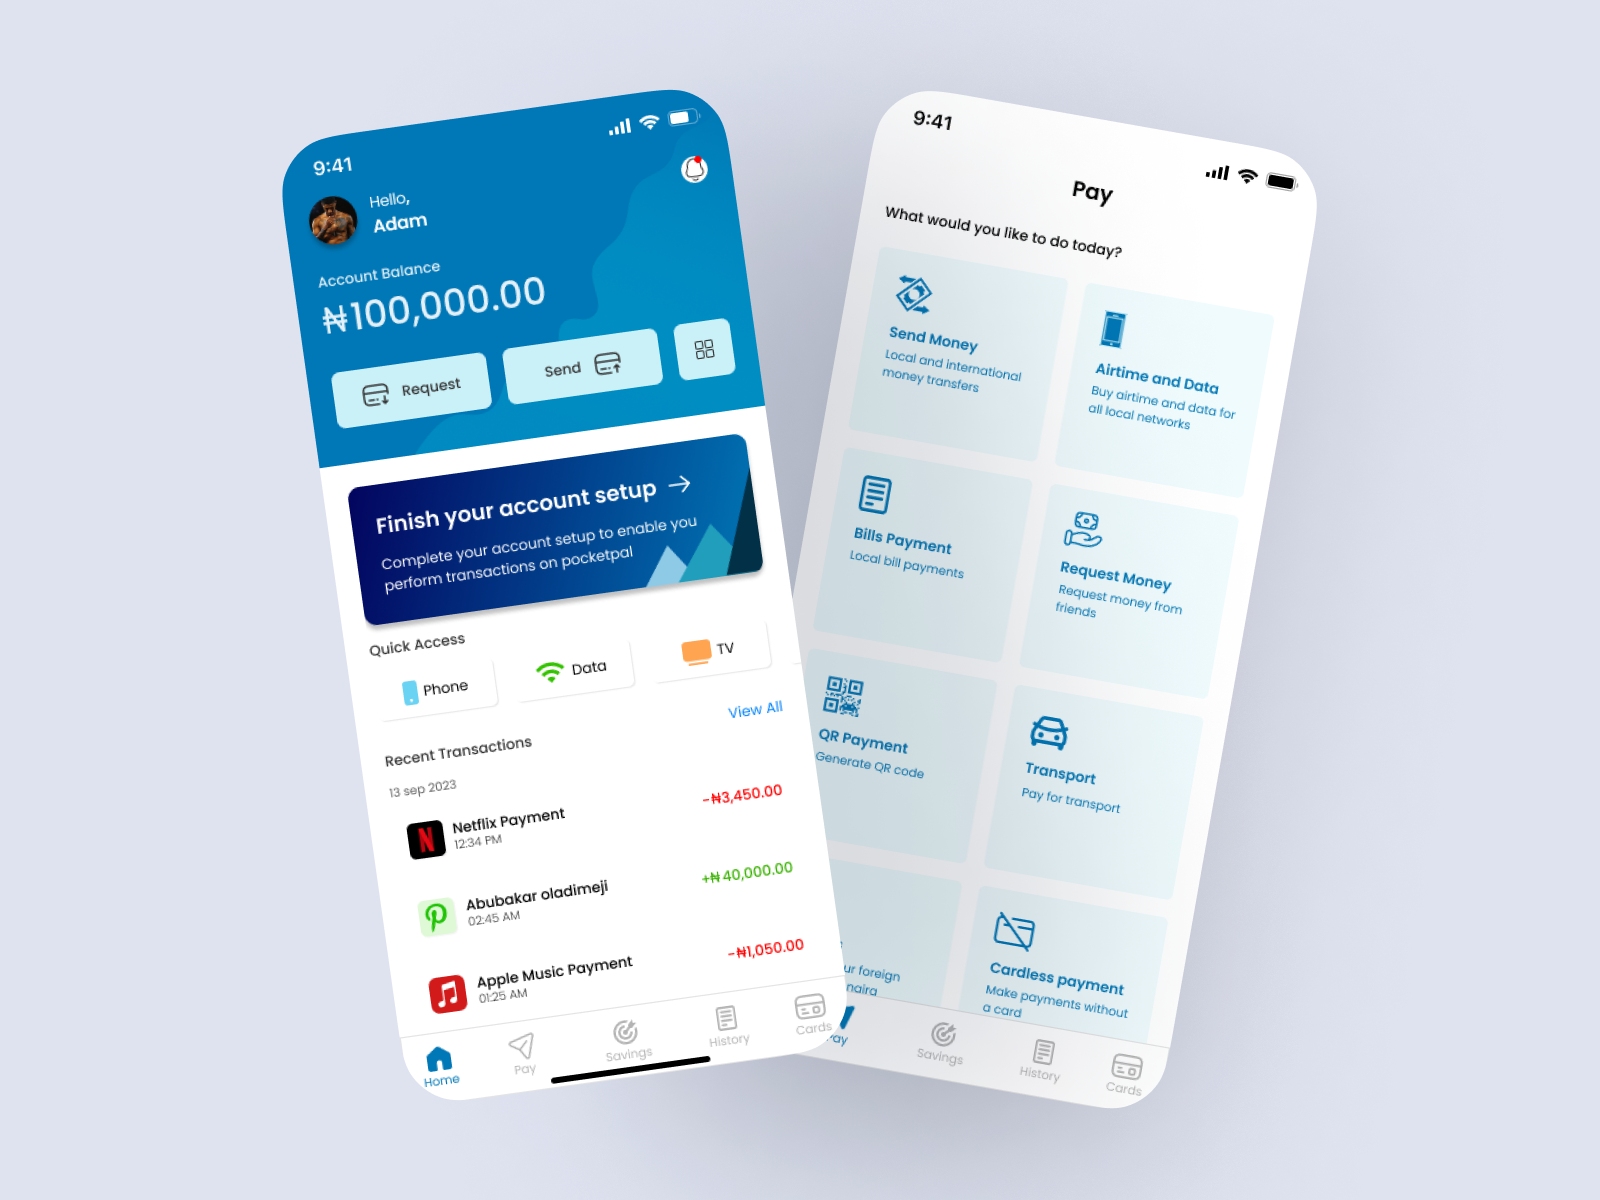 9:41
Hello,
Adam
Account Balance
₦100,000.00
Request
Send
Finish your account setup
Complete your account setup to enable you
perform transactions on pocketpal
Quick Access
Phone
Data
TV
View All
Recent Transactions
13 sep 2023
Netflix Payment
12:34 PM
-₦3,450.00
Abubakar oladimeji
02:45 AM
+₦40,000.00
Apple Music Payment
01:25 AM
-₦1,050.00
Home
Pay
Savings
History
Cards
9:41
Pay
What would you like to do today?
Send Money
Local and international
money transfers
Airtime and Data
Buy airtime and data for
all local networks
Bills Payment
Local bill payments
Request Money
Request money from
friends
QR Payment
Generate QR code
Transport
Pay for transport
ur foreign
naira
Cardless payment
Make payments without
a card
Pay
Savings
History
Cards